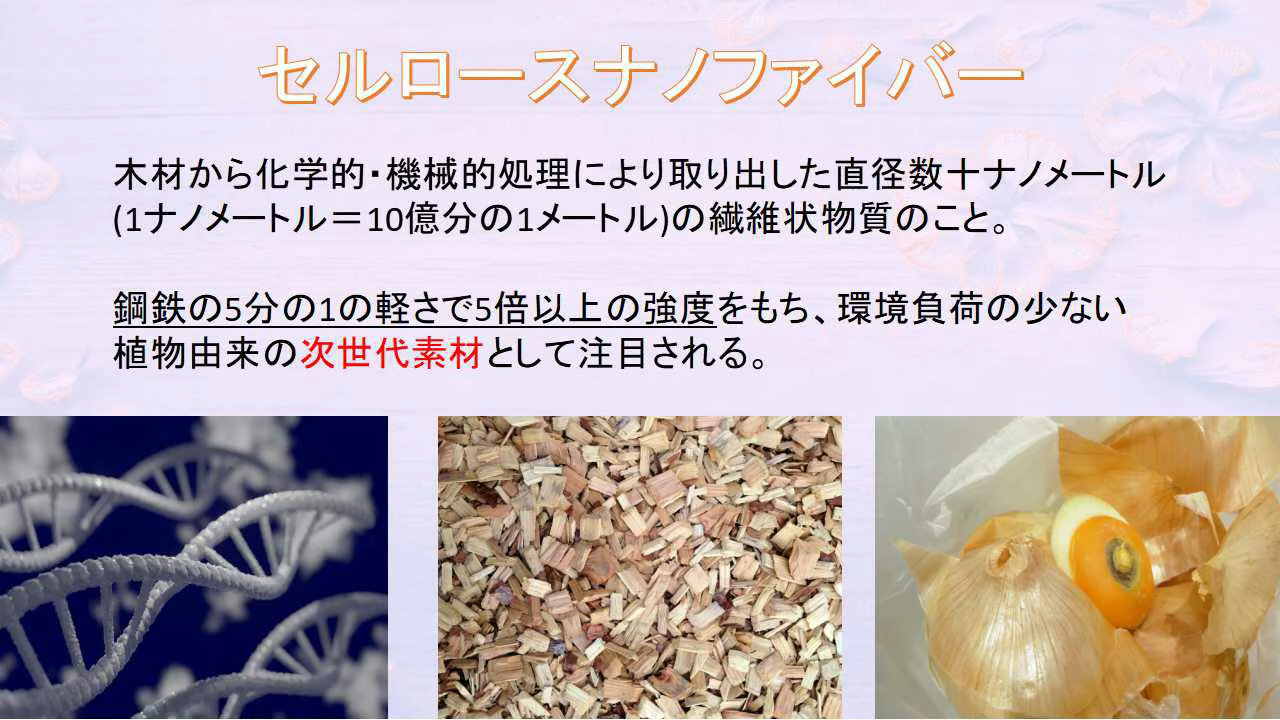 セルロースナノファイバー
木材から化学的・機械的処理により取り出した直径数十ナノメートル
(1ナノメートル＝10億分の1メートル)の繊維状物質のこと。
鋼鉄の5分の1の軽さで5倍以上の強度をもち、環境負荷の少ない
植物由来の次世代素材として注目される。